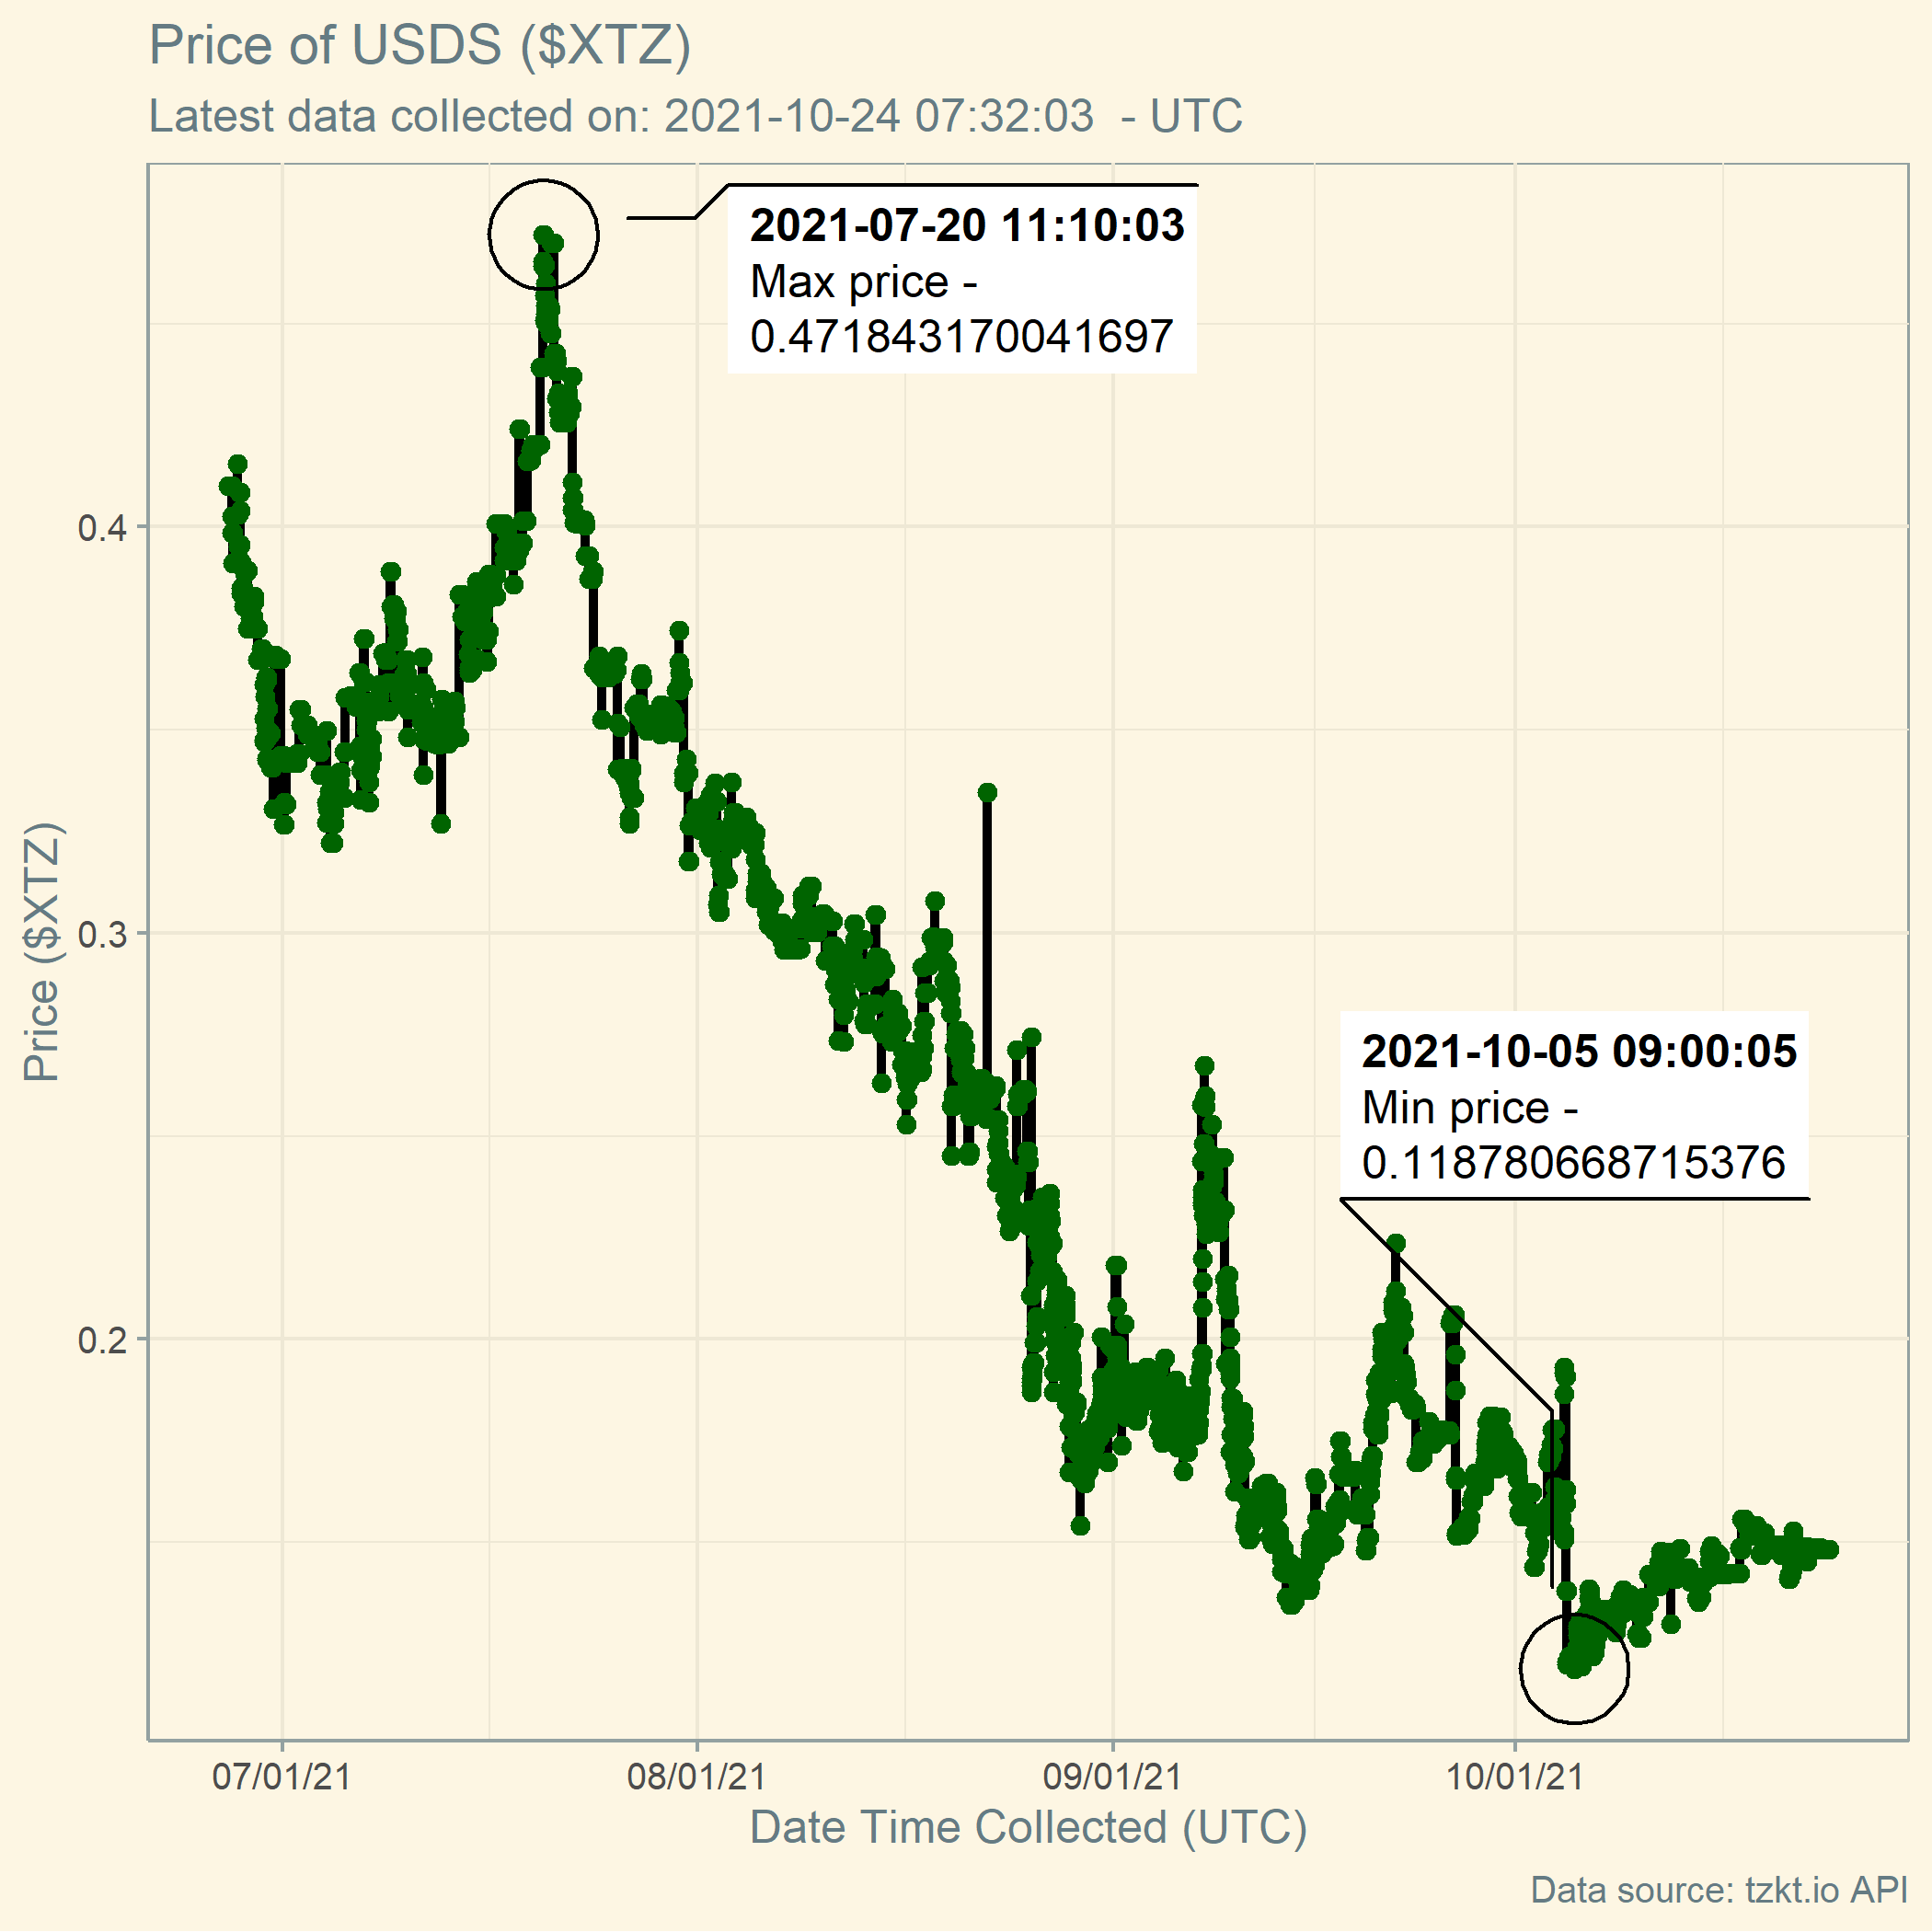 Price of USDS ($XTZ)
Latest data collected on: 2021-10-24 07:32:03  - UTC
2021-07-20 11:10:03
Max price -
0.471843170041697
0.4
0.3
0.2
Price ($XTZ)
2021-10-05 09:00:05
Min price -
0.118780668715376
07/01/21
08/01/21
09/01/21
10/01/21
Date Time Collected (UTC)
Data source: tzkt.io API